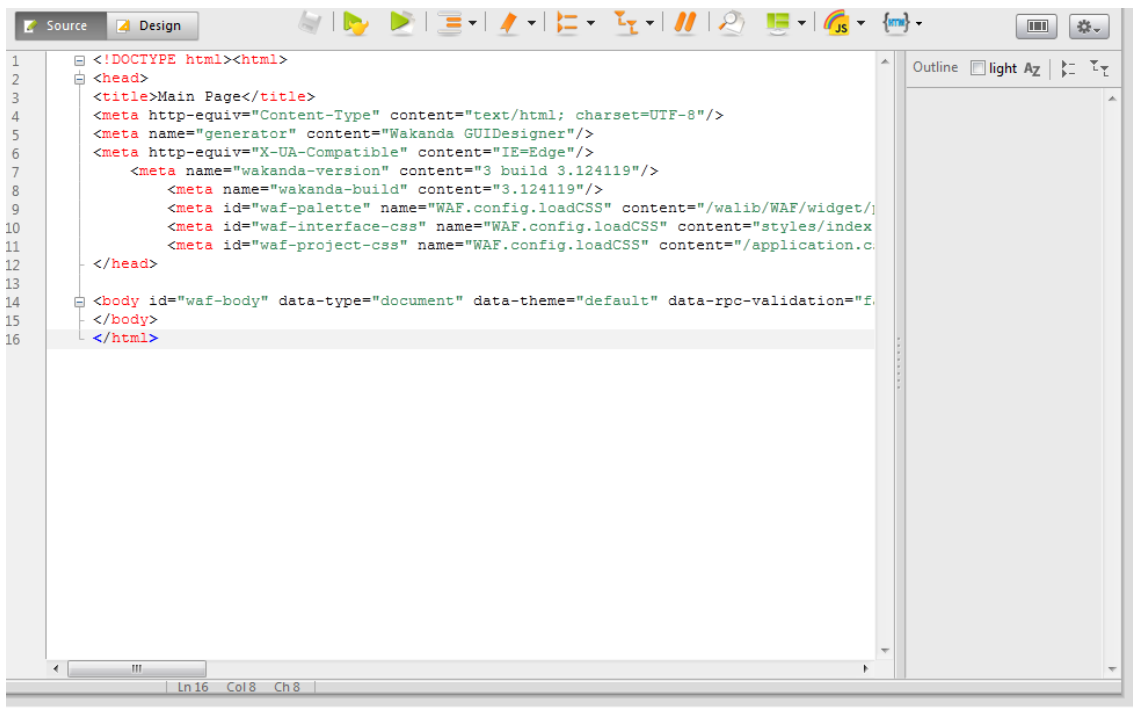 Source Design JS HTM
Outline light AZ
1 <!DOCTYPE html><html>
2 <head>
3 <title>Main Page</title>
4 <meta http-equiv="Content-Type" content="text/html; charset=UTF-8"/>
5 <meta name="generator" content="Wakanda GUIDesigner"/>
6 <meta http-equiv="X-UA-Compatible" content="IE=Edge"/>
7 <meta name="wakanda-version" content="3 build 3.124119"/>
8 <meta name="wakanda-build" content="3.124119"/>
9 <meta id="waf-palette" name="WAF.config.loadCSS" content="/walib/WAF/widget/
10 <meta id="waf-interface-css" name="WAF.config.loadCSS" content="styles/index
11 <meta id="waf-project-css" name="WAF.config.loadCSS" content="/application.c
12 </head>
13
14 <body id="waf-body" data-type="document" data-theme="default" data-rpc-validation="f
15 </body>
16 </html>
Ln 16 Col 8 Ch 8